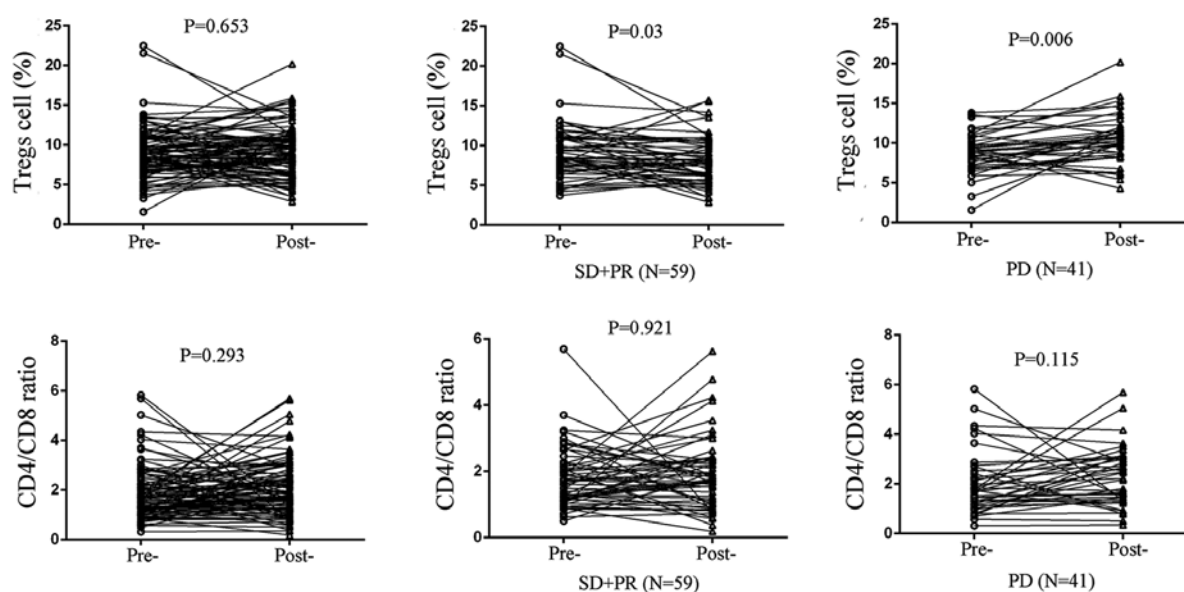 P=0.653
Tregs cell (%)
25
20
15
10
5
0
Pre-
Post-
P=0.03
Tregs cell (%)
25
20
15
10
5
0
Pre-
Post-
SD+PR (N=59)
P=0.006
Tregs cell (%)
25
20
15
10
5
0
Pre-
Post-
PD (N=41)
P=0.293
CD4/CD8 ratio
8
6
4
2
0
Pre-
Post-
P=0.921
CD4/CD8 ratio
6
4
2
0
Pre-
Post-
SD+PR (N=59)
P=0.115
CD4/CD8 ratio
8
6
4
2
0
Pre-
Post-
PD (N=41)